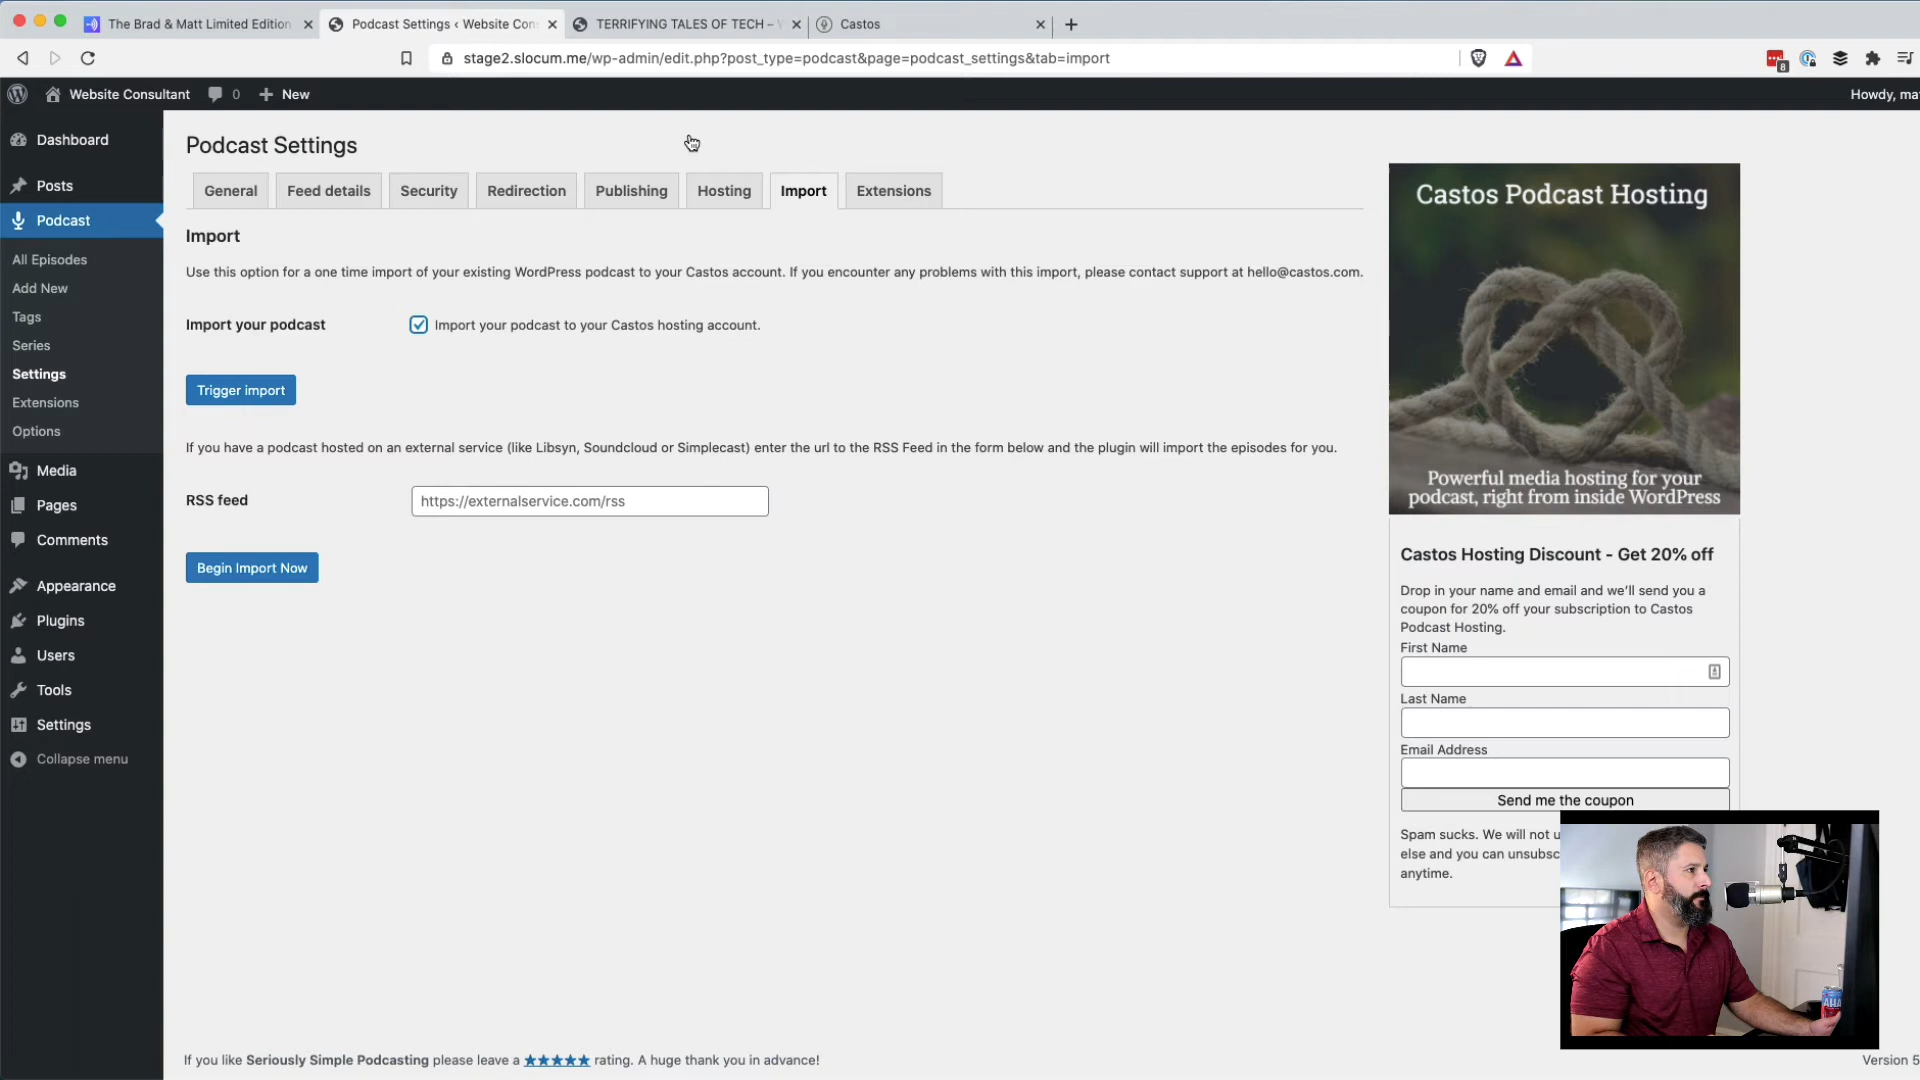 The Brad & Matt Limited Edition
Podcast Settings ‹ Website Con
TERRIFYING TALES OF TECH –
Castos
stage2.slocum.me/wp-admin/edit.php?post_type=podcast&page=podcast_settings&tab=import
8
Website Consultant
0
New
Howdy, mat
Dashboard
Posts
Podcast
All Episodes
Add New
Tags
Series
Settings
Extensions
Options
Media
Pages
Comments
Appearance
Plugins
Users
Tools
Settings
Collapse menu
Podcast Settings
General
Feed details
Security
Redirection
Publishing
Hosting
Import
Extensions
Import
Use this option for a one time import of your existing WordPress podcast to your Castos account. If you encounter any problems with this import, please contact support at hello@castos.com.
Import your podcast
Import your podcast to your Castos hosting account.
Trigger import
If you have a podcast hosted on an external service (like Libsyn, Soundcloud or Simplecast) enter the url to the RSS Feed in the form below and the plugin will import the episodes for you.
RSS feed
https://externalservice.com/rss
Begin Import Now
Castos Podcast Hosting
Powerful media hosting for your
podcast, right from inside WordPress
Castos Hosting Discount - Get 20% off
Drop in your name and email and we'll send you a
coupon for 20% off your subscription to Castos
Podcast Hosting.
First Name
Last Name
Email Address
Send me the coupon
Spam sucks. We will not u
else and you can unsubsc
anytime.
AHA
If you like Seriously Simple Podcasting please leave a ★★★★★ rating. A huge thank you in advance!
Version 5